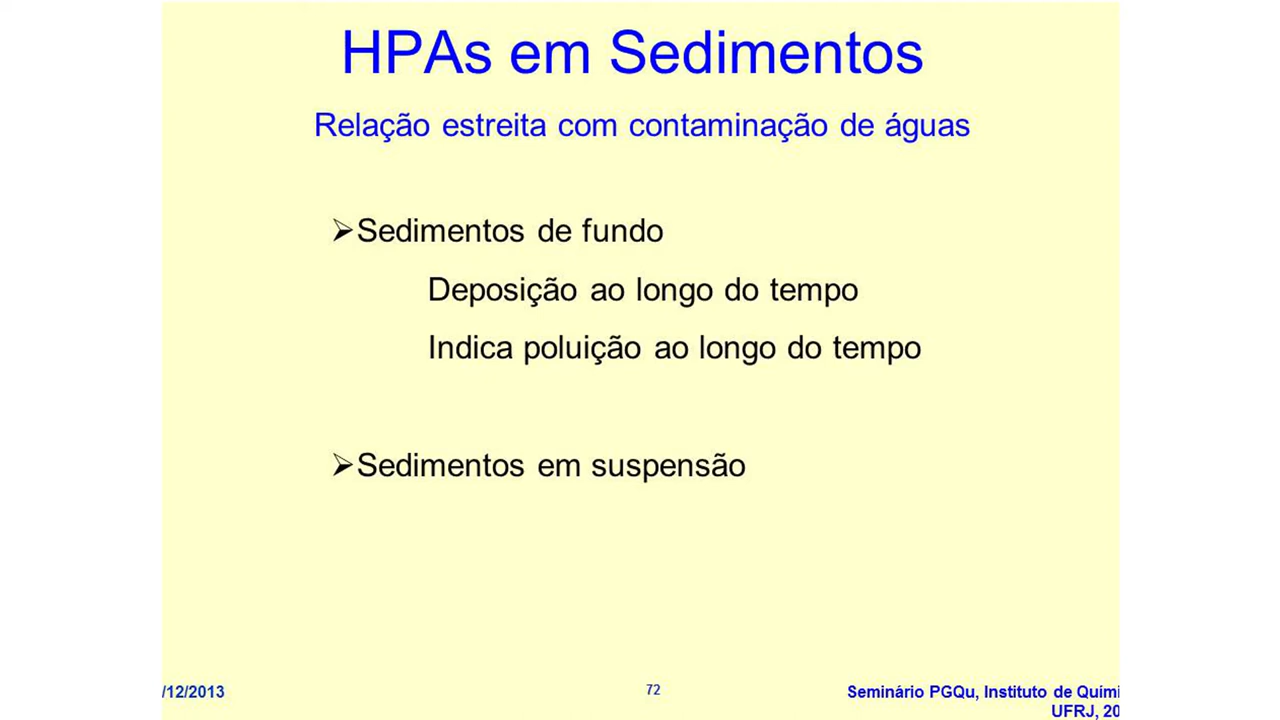 HPAs em Sedimentos
Relação estreita com contaminação de águas
➢Sedimentos de fundo
Deposição ao longo do tempo
Indica poluição ao longo do tempo
➢Sedimentos em suspensão
/12/2013
72
Seminário PGQu, Instituto de Quími
UFRJ, 20